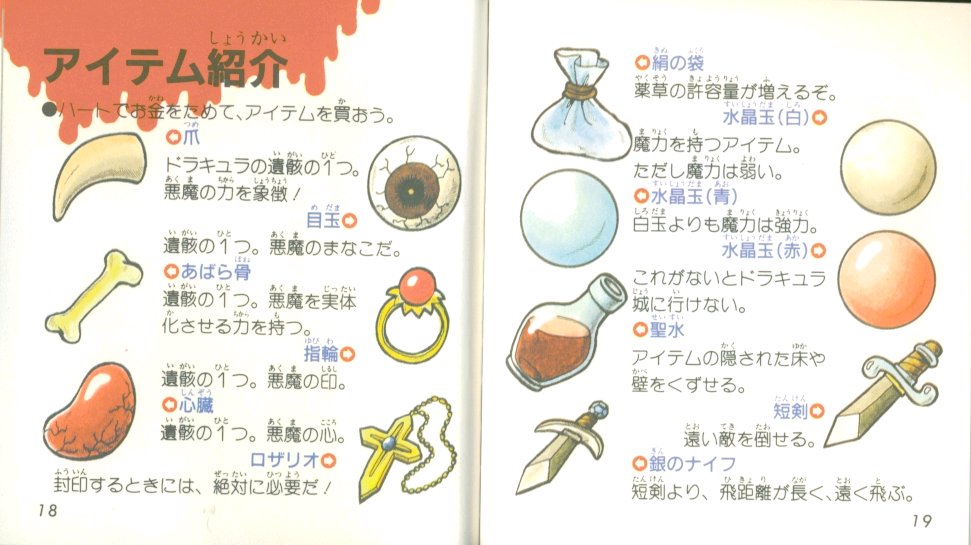 アイテム紹介
しょうかい
●ハートでお金をためて、アイテムを買おう。
爪
ドラキュラの遺骸の1つ。
悪魔の力を象徴!
目玉
遺骸の1つ。悪魔のまなこだ。
あばら骨
遺骸の1つ。悪魔を実体
化させる力を持つ。
指輪
遺骸の1つ。悪魔の印。
心臓
遺骸の1つ。悪魔の心。
ロザリオ
封印するときには、絶対に必要だ!
18
絹の袋
薬草の許容量が増えるぞ。
水晶玉(白)
魔力を持つアイテム。
ただし魔力は弱い。
水晶玉(青)
白玉よりも魔力は強力。
水晶玉(赤)
これがないとドラキュラ
城に行けない。
聖水
アイテムの隠された床や
壁をくずせる。
短剣
遠い敵を倒せる。
銀のナイフ
短剣より、飛距離が長く、遠く飛ぶ。
19